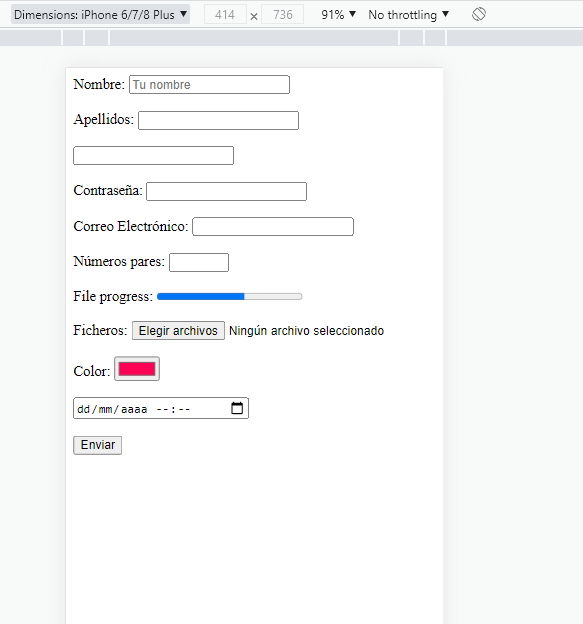 Dimensions: iPhone 6/7/8 Plus ▼ 414 × 736 91% ▼ No throttling ▼
Nombre: Tu nombre
Apellidos:
Contraseña:
Correo Electrónico:
Números pares:
File progress:
Ficheros: Elegir archivos Ningún archivo seleccionado
Color:
dd/mm/aaaa --:--
Enviar